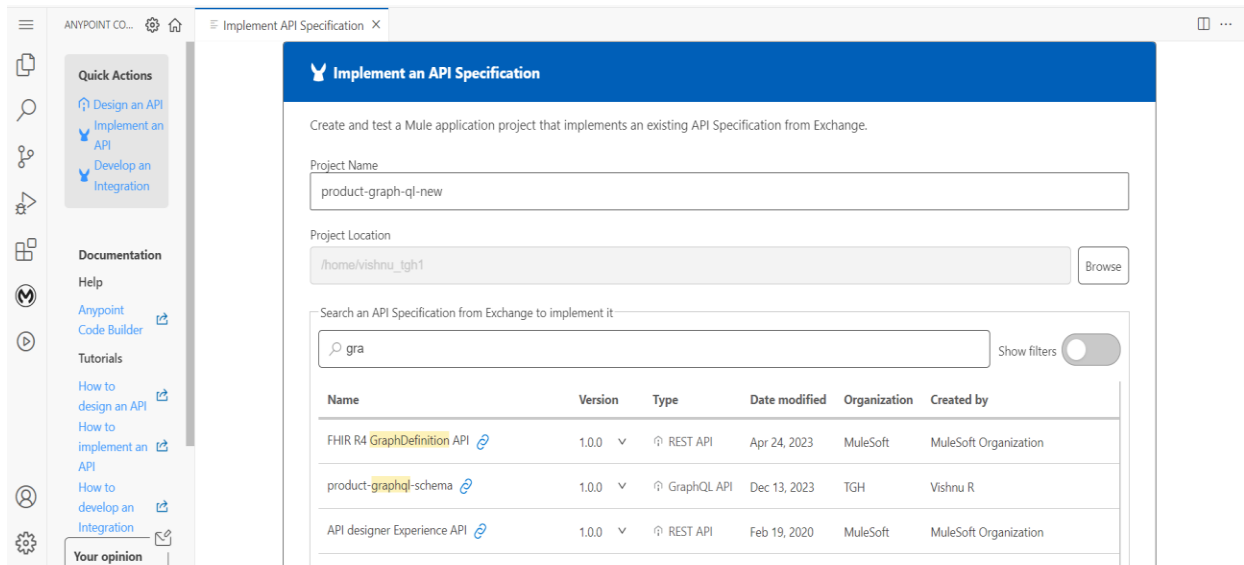 ANYPOINT CO...
Implement API Specification
Quick Actions
Design an API
Implement an
API
Develop an
Integration
Documentation
Help
Anypoint
Code Builder
Tutorials
How to
design an API
How to
implement an
API
How to
develop an
Integration
Your opinion
Implement an API Specification
Create and test a Mule application project that implements an existing API Specification from Exchange.
Project Name
product-graph-ql-new
Project Location
/home/vishnu_tgh1
Browse
Search an API Specification from Exchange to implement it
gra
Show filters
Name Version Type Date modified Organization Created by
FHIR R4 GraphDefinition API 1.0.0 REST API Apr 24, 2023 MuleSoft MuleSoft Organization
product-graphql-schema 1.0.0 GraphQL API Dec 13, 2023 TGH Vishnu R
API designer Experience API 1.0.0 REST API Feb 19, 2020 MuleSoft MuleSoft Organization